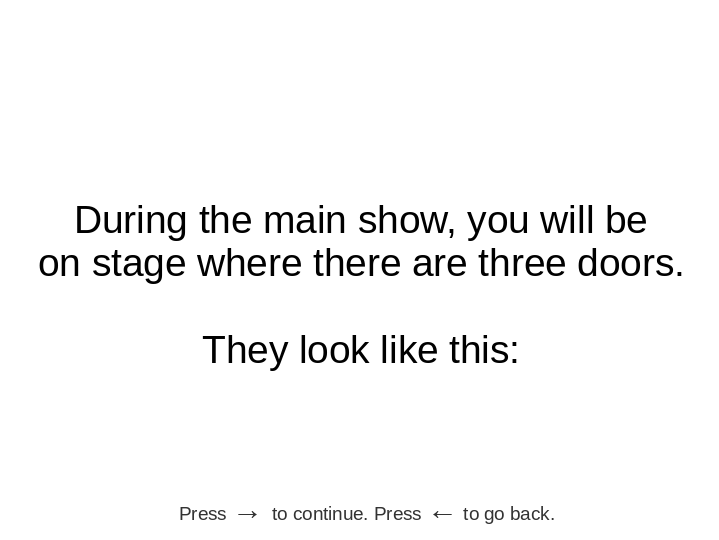 During the main show, you will be
on stage where there are three doors.
They look like this:
Press → to continue. Press ← to go back.